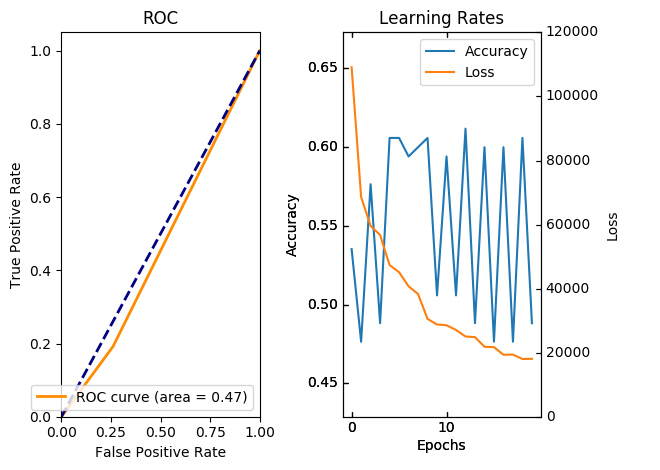 ROC
1.0
0.8
0.6
0.4
0.2
0.0
True Positive Rate
0.00 0.25 0.50 0.75 1.00
False Positive Rate
ROC curve (area = 0.47)
Learning Rates
0.65
0.60
0.55
0.50
0.45
Accuracy
0 10
Epochs
Accuracy
Loss
120000
100000
80000
60000
40000
20000
0
Loss